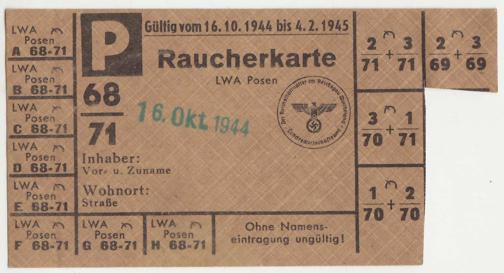 LWA
Posen
A 68-71
LWA
Posen
B 68-71
LWA
Posen
C 68-71
LWA
Posen
D 68-71
LWA
Posen
E 68-71
LWA
Posen
F 68-71
LWA
Posen
G 68-71
LWA
Posen
H 68-71
P
68
71
Gültig vom 16.10.1944 bis 4.2.1945
Raucherkarte
LWA Posen
16. Okt. 1944
Inhaber:
Vor- u. Zuname
Wohnort:
Straße
Ohne Namens-
eintragung ungültig!
2 + 3
71 71
2 + 3
69 69
3 + 1
70 71
1 + 2
70 70